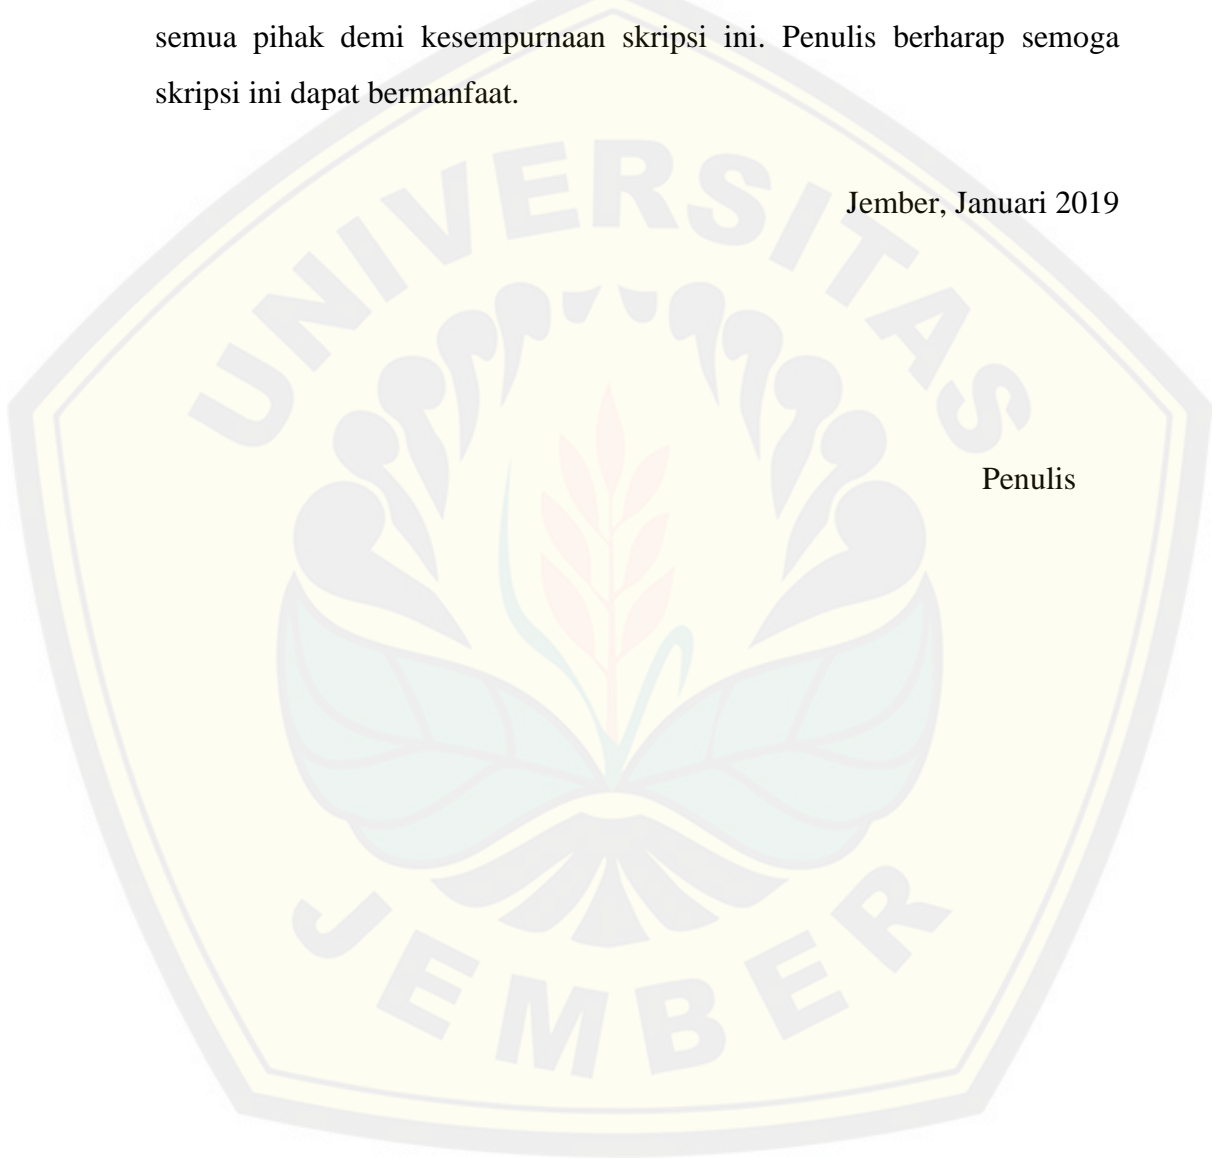 semua pihak demi kesempurnaan skripsi ini. Penulis berharap semoga
skripsi ini dapat bermanfaat.
Jember, Januari 2019
Penulis
UNIVERSITAS
JEMBER